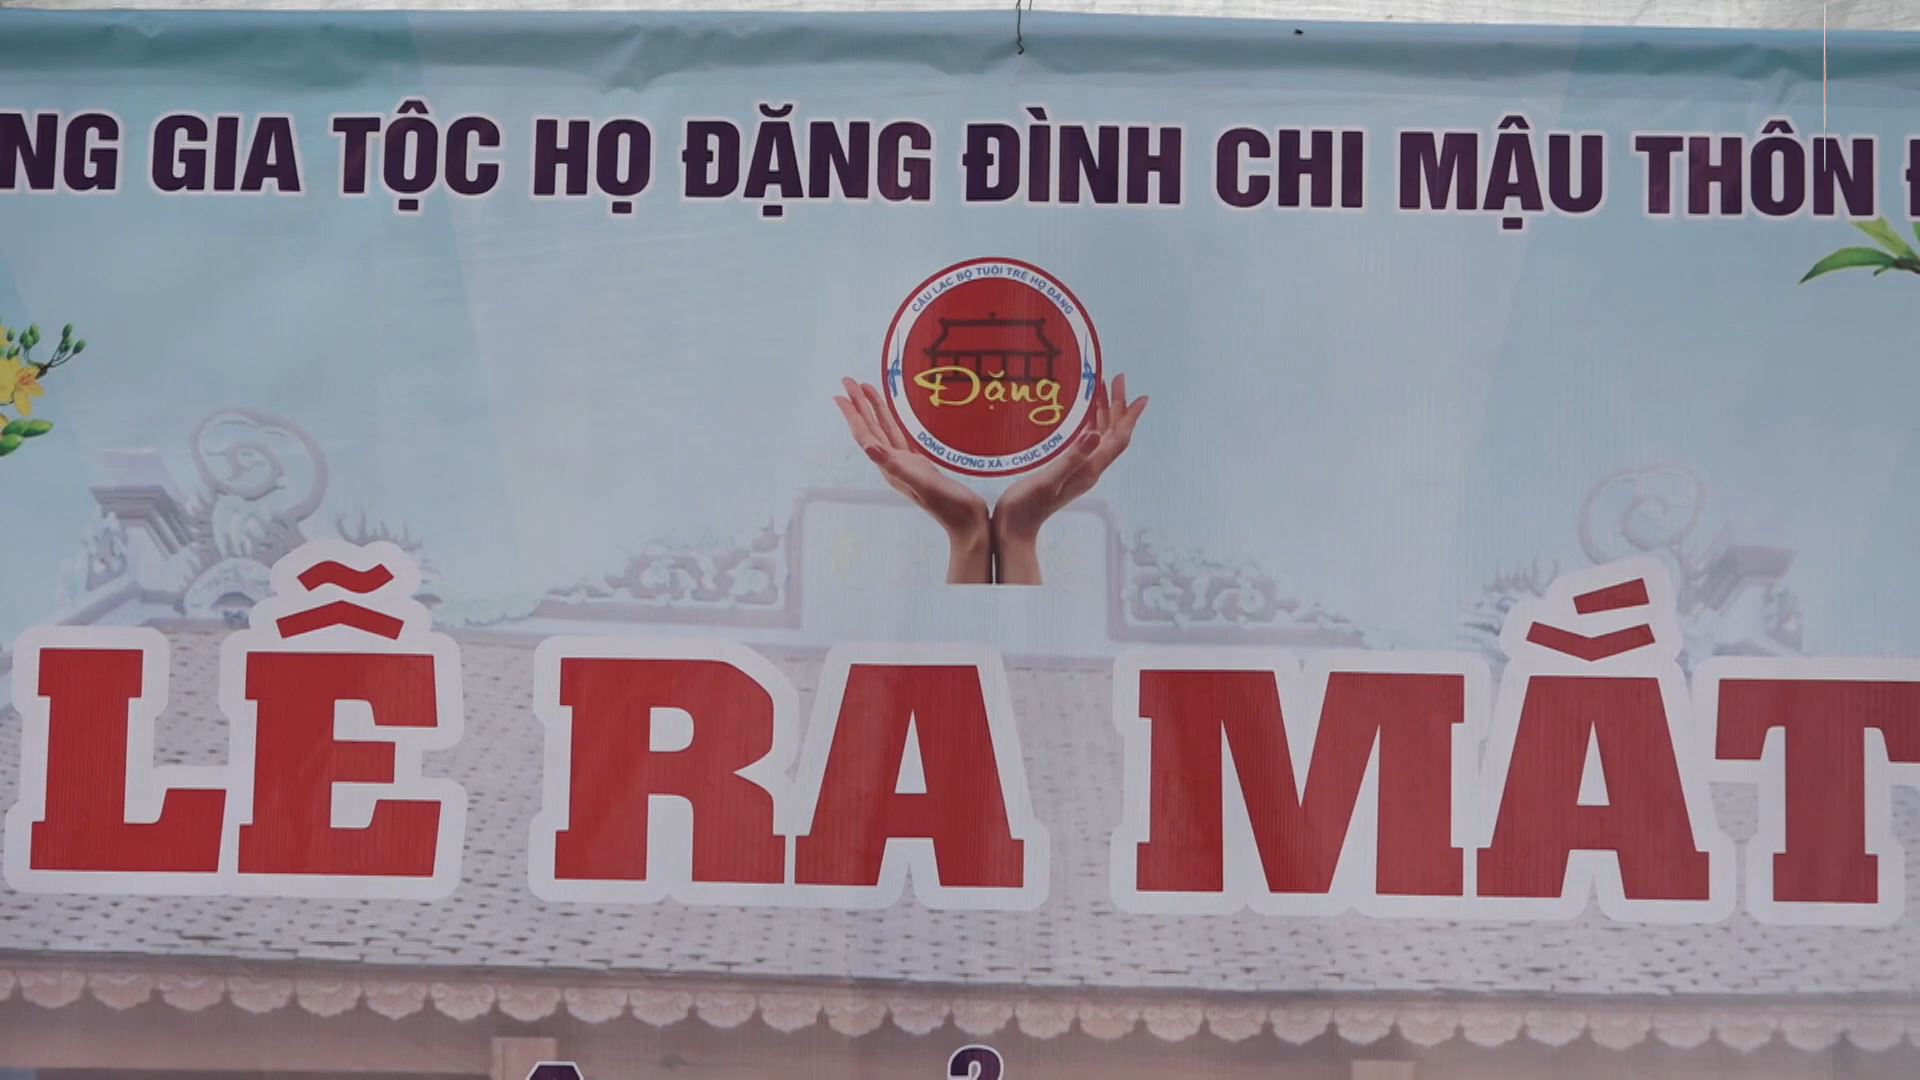 NG GIA TỘC HỌ ĐẶNG ĐÌNH CHI MẬU THÔN
CÂU LẠC BỘ TUỔI TRẺ HỌ ĐẶNG
Đặng
ĐÔNG LƯƠNG XÁ - CHÚC SƠN
LỄ RA MẮT